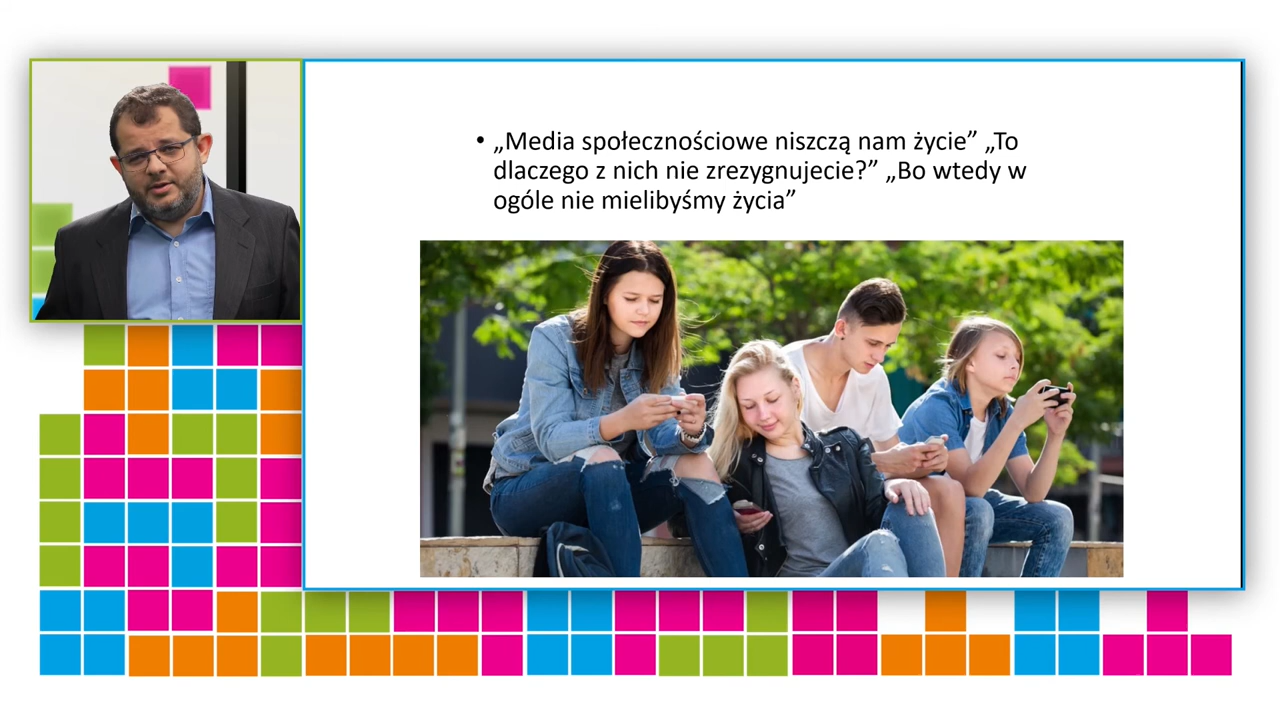 • „Media społecznościowe niszczą nam życie” „To
dlaczego z nich nie zrezygnujecie?” „Bo wtedy w
ogóle nie mielibyśmy życia”